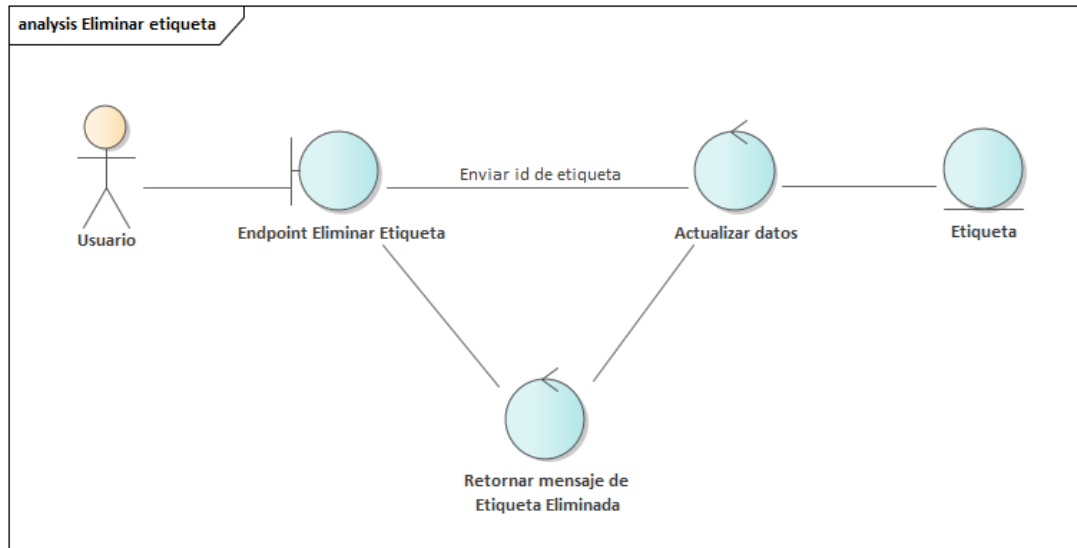 analysis Eliminar etiqueta
Enviar id de etiqueta
Usuario
Endpoint Eliminar Etiqueta
Actualizar datos
Etiqueta
Retornar mensaje de
Etiqueta Eliminada